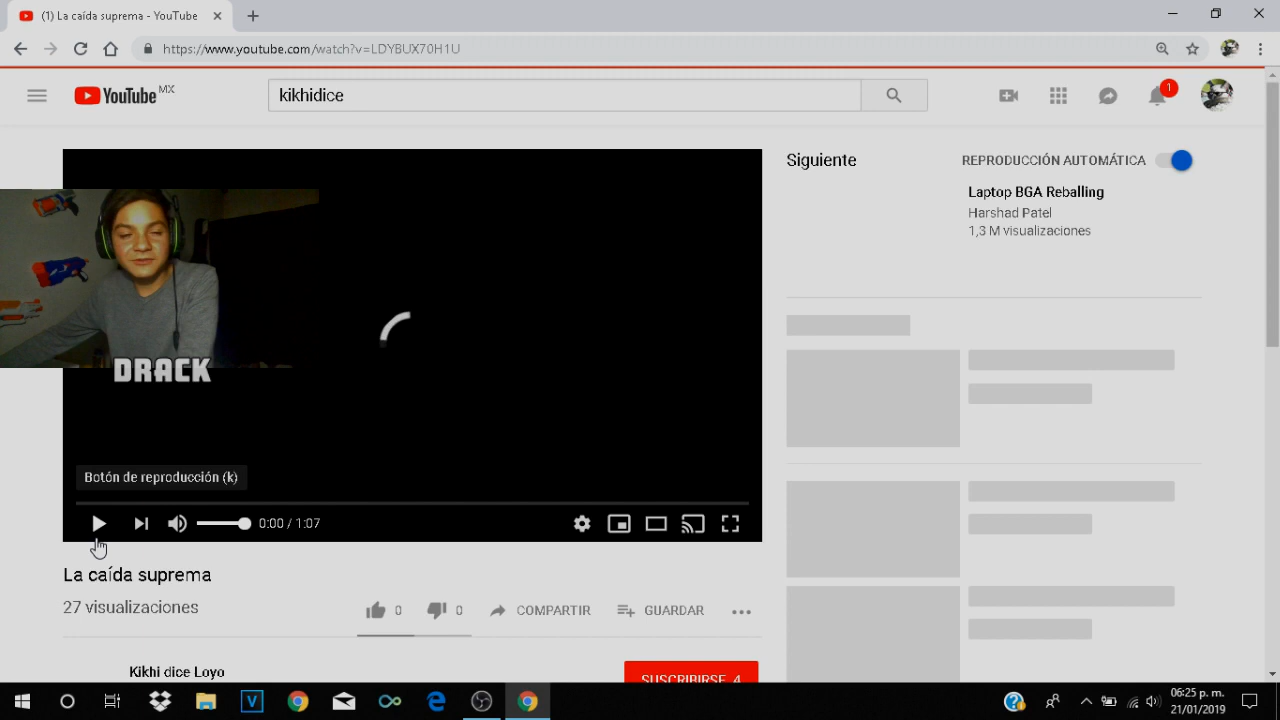 (1) La caída suprema - YouTube
https://www.youtube.com/watch?v=LDYBUX70H1U
YouTube MX
kikhidice
1
Siguiente
REPRODUCCIÓN AUTOMÁTICA
Laptop BGA Reballing
Harshad Patel
1,3 M visualizaciones
DRACK
Botón de reproducción (k)
0:00 / 1:07
La caída suprema
27 visualizaciones
0
0
COMPARTIR
GUARDAR
Kikhi dice Loyo
SUSCRIBIRSE 4
V
06:25 p. m.
21/01/2019